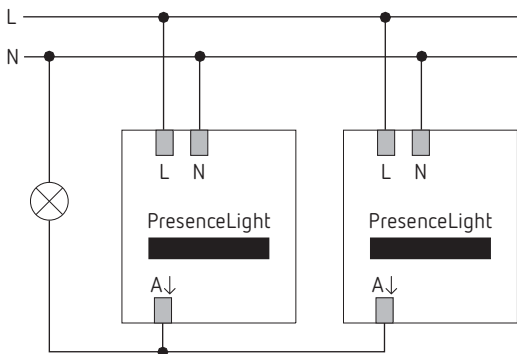 L
N
L N
L N
PresenceLight
PresenceLight
A↓
A↓